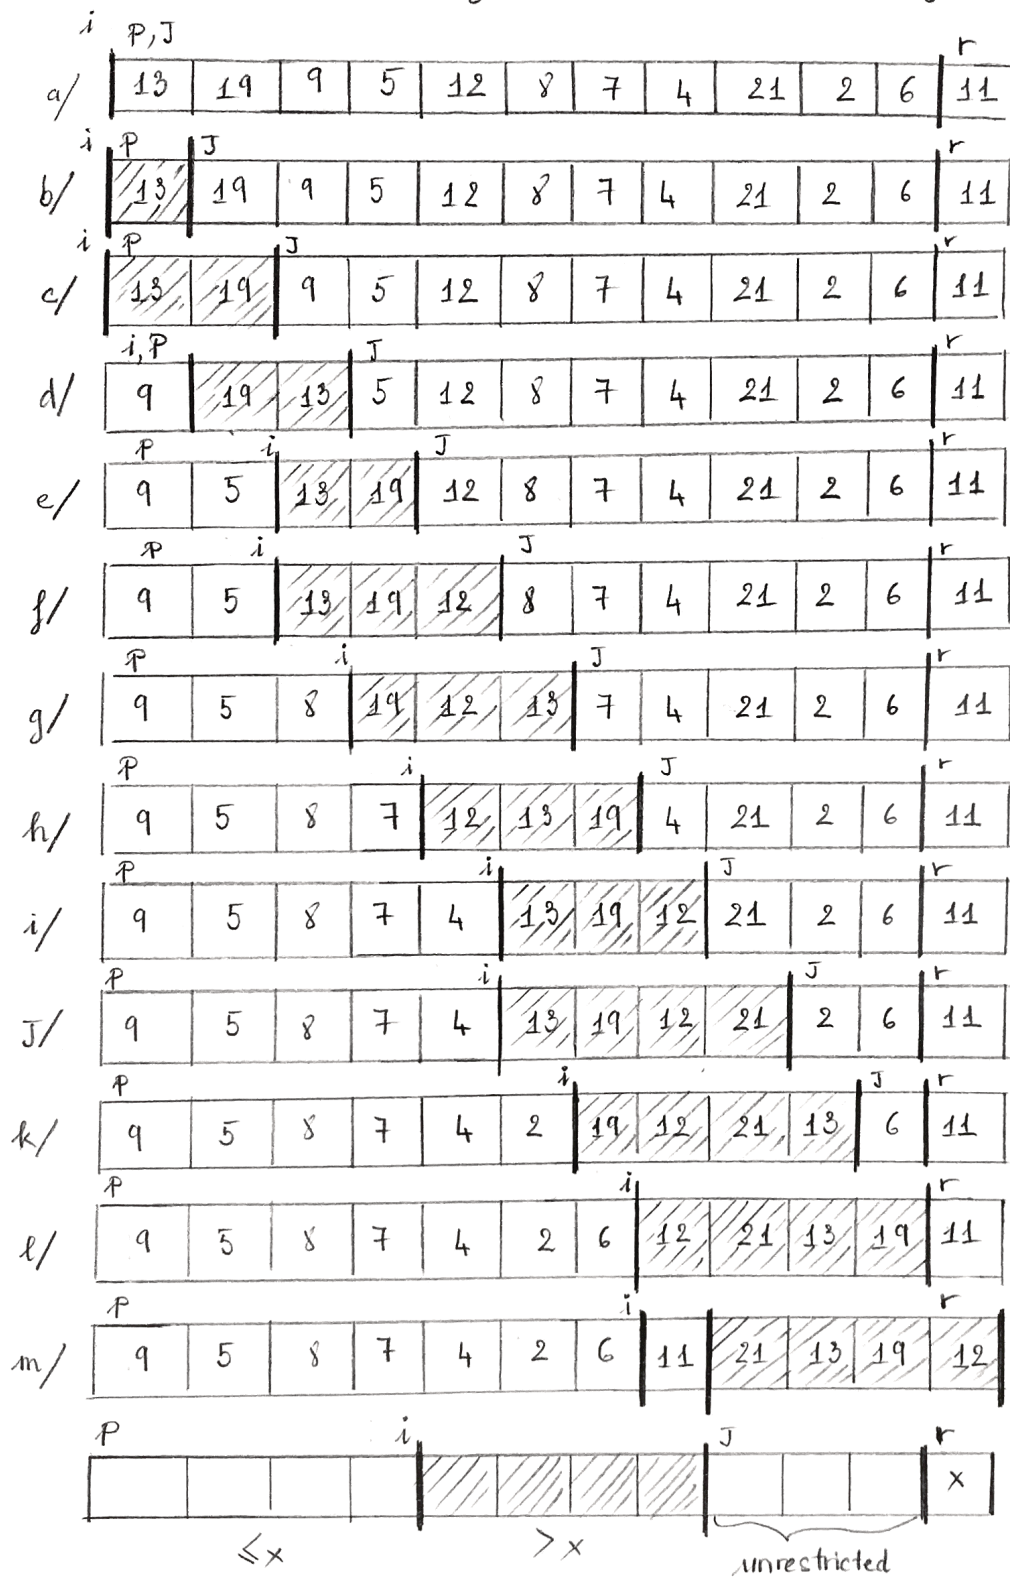 i P, J r
a/ 13 19 9 5 12 8 7 4 21 2 6 11
i P J r
b/ 13 19 9 5 12 8 7 4 21 2 6 11
i P J r
c/ 13 19 9 5 12 8 7 4 21 2 6 11
i, P J r
d/ 9 19 13 5 12 8 7 4 21 2 6 11
P i J r
e/ 9 5 13 19 12 8 7 4 21 2 6 11
P i J r
f/ 9 5 13 19 12 8 7 4 21 2 6 11
P i J r
g/ 9 5 8 19 12 13 7 4 21 2 6 11
P i J r
h/ 9 5 8 7 12 13 19 4 21 2 6 11
P i J r
i/ 9 5 8 7 4 13 19 12 21 2 6 11
P i J r
J/ 9 5 8 7 4 13 19 12 21 2 6 11
P i J r
k/ 9 5 8 7 4 2 19 12 21 13 6 11
P i r
l/ 9 5 8 7 4 2 6 12 21 13 19 11
P i r
m/ 9 5 8 7 4 2 6 11 21 13 19 12
P i J r
x
≤x >x unrestricted